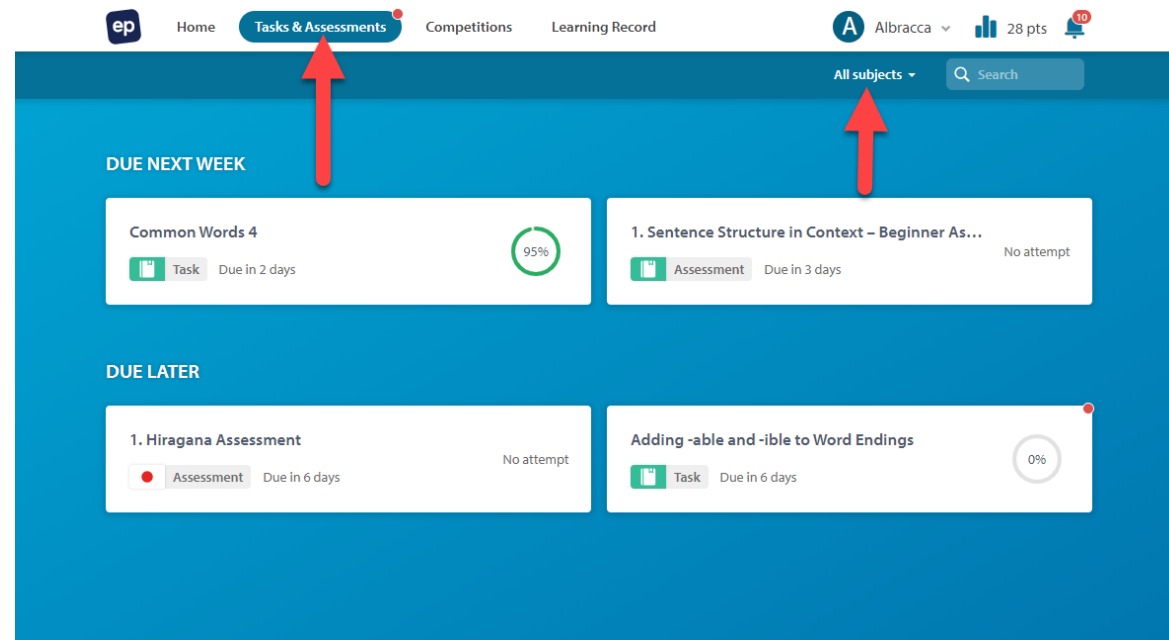 ep Home Tasks & Assessments Competitions Learning Record A Albracca 28 pts 10
All subjects Search
DUE NEXT WEEK
Common Words 4
95%
Task Due in 2 days
1. Sentence Structure in Context – Beginner As...
No attempt
Assessment Due in 3 days
DUE LATER
1. Hiragana Assessment
No attempt
Assessment Due in 6 days
Adding -able and -ible to Word Endings
0%
Task Due in 6 days